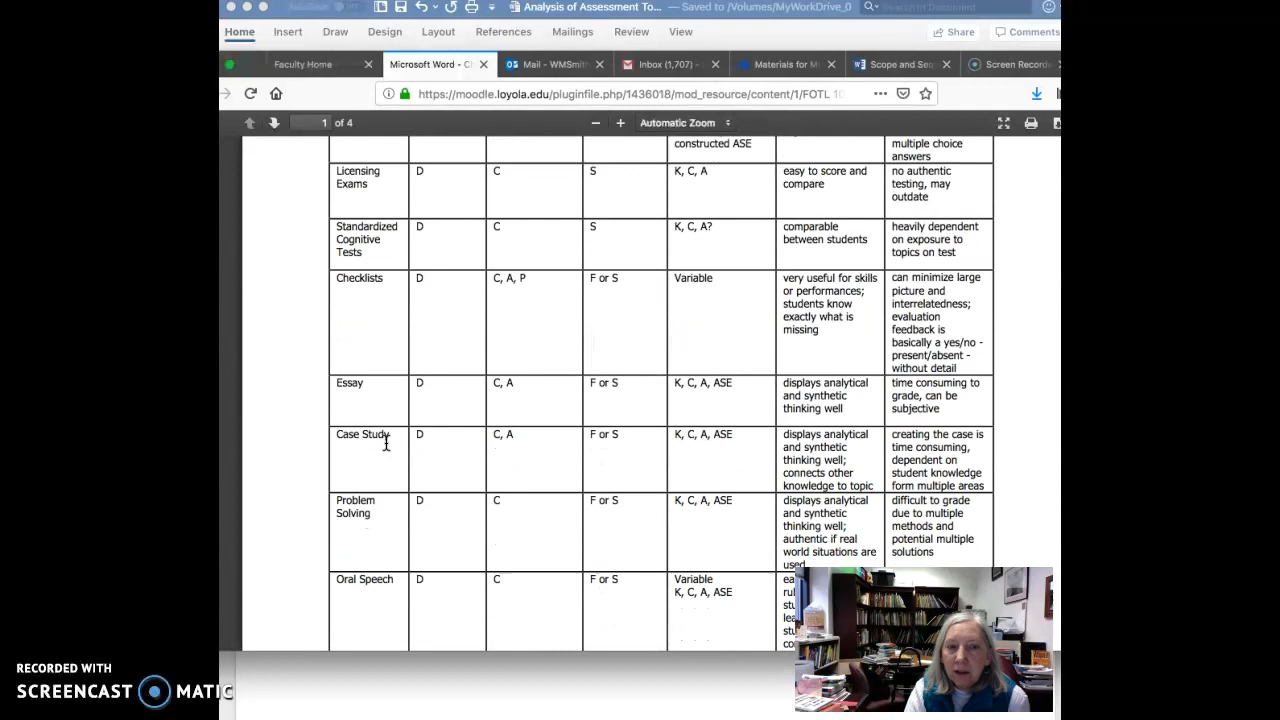 Analysis of Assessment To... — Saved to /Volumes/MyWorkDrive_0
Search in Document
Home Insert Draw Design Layout References Mailings Review View Share Comments
Faculty Home Microsoft Word - C Mail - WMSmith Inbox (1,707) - Materials for M Scope and Seq Screen Record
https://moodle.loyola.edu/pluginfile.php/1436018/mod_resource/content/1/FOTL 10
1 of 4 Automatic Zoom
constructed ASE
multiple choice
answers
Licensing
Exams
D
C
S
K, C, A
easy to score and
compare
no authentic
testing, may
outdate
Standardized
Cognitive
Tests
D
C
S
K, C, A?
comparable
between students
heavily dependent
on exposure to
topics on test
Checklists
D
C, A, P
F or S
Variable
very useful for skills
or performances;
students know
exactly what is
missing
can minimize large
picture and
interrelatedness;
evaluation
feedback is
basically a yes/no -
present/absent -
without detail
Essay
D
C, A
F or S
K, C, A, ASE
displays analytical
and synthetic
thinking well
time consuming to
grade, can be
subjective
Case Study
D
C, A
F or S
K, C, A, ASE
displays analytical
and synthetic
thinking well;
connects other
knowledge to topic
creating the case is
time consuming,
dependent on
student knowledge
form multiple areas
Problem
Solving
D
C
F or S
K, C, A, ASE
displays analytical
and synthetic
thinking well;
authentic if real
world situations are
used
difficult to grade
due to multiple
methods and
potential multiple
solutions
Oral Speech
D
C
F or S
Variable
K, C, A, ASE
RECORDED WITH
SCREENCAST MATIC